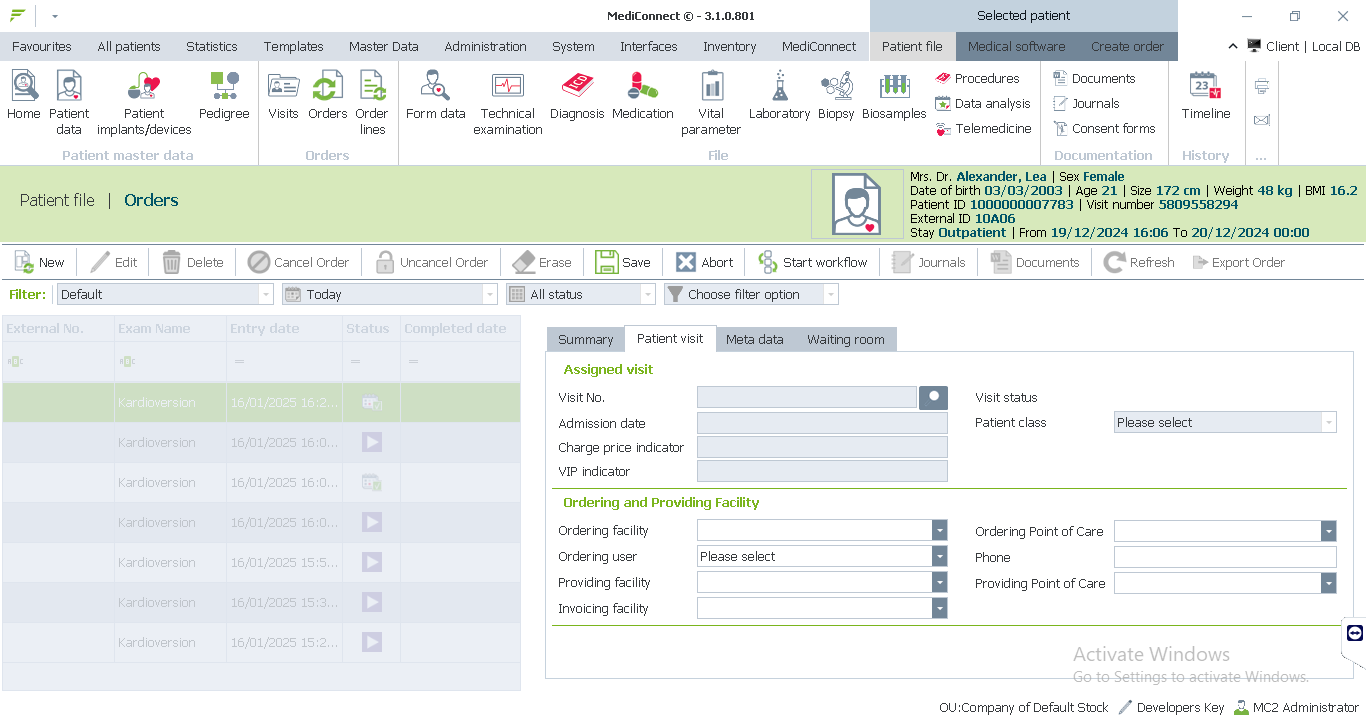 MediConnect © - 3.1.0.801
Selected patient
Favourites All patients Statistics Templates Master Data Administration System Interfaces Inventory MediConnect Patient file Medical software Create order Client | Local DB
Home
Patient data
Patient implants/devices
Pedigree
Patient master data
Visits
Orders
Order lines
Orders
Form data
Technical examination
Diagnosis
Medication
Vital parameter
Laboratory
Biopsy
Biosamples
Procedures
Data analysis
Telemedicine
File
Documents
Journals
Consent forms
Documentation
23
Timeline
History
...
Patient file | Orders
Mrs. Dr. Alexander, Lea | Sex Female
Date of birth 03/03/2003 | Age 21 | Size 172 cm | Weight 48 kg | BMI 16.2
Patient ID 1000000007783 | Visit number 5809558294
External ID 10A06
Stay Outpatient | From 19/12/2024 16:06 To 20/12/2024 00:00
New Edit Delete Cancel Order Uncancel Order Erase Save Abort Start workflow Journals Documents Refresh Export Order
Filter: Default Today All status Choose filter option
External No. Exam Name Entry date Status Completed date
= = =
Kardioversion 16/01/2025 16:2...
Kardioversion 16/01/2025 16:0...
Kardioversion 16/01/2025 16:0...
Kardioversion 16/01/2025 16:0...
Kardioversion 16/01/2025 15:5...
Kardioversion 16/01/2025 15:3...
Kardioversion 16/01/2025 15:2...
Summary Patient visit Meta data Waiting room
Assigned visit
Visit No. Visit status
Admission date Patient class Please select
Charge price indicator
VIP indicator
Ordering and Providing Facility
Ordering facility Ordering Point of Care
Ordering user Please select Phone
Providing facility Providing Point of Care
Invoicing facility
Activate Windows
Go to Settings to activate Windows.
OU:Company of Default Stock Developers Key MC2 Administrator